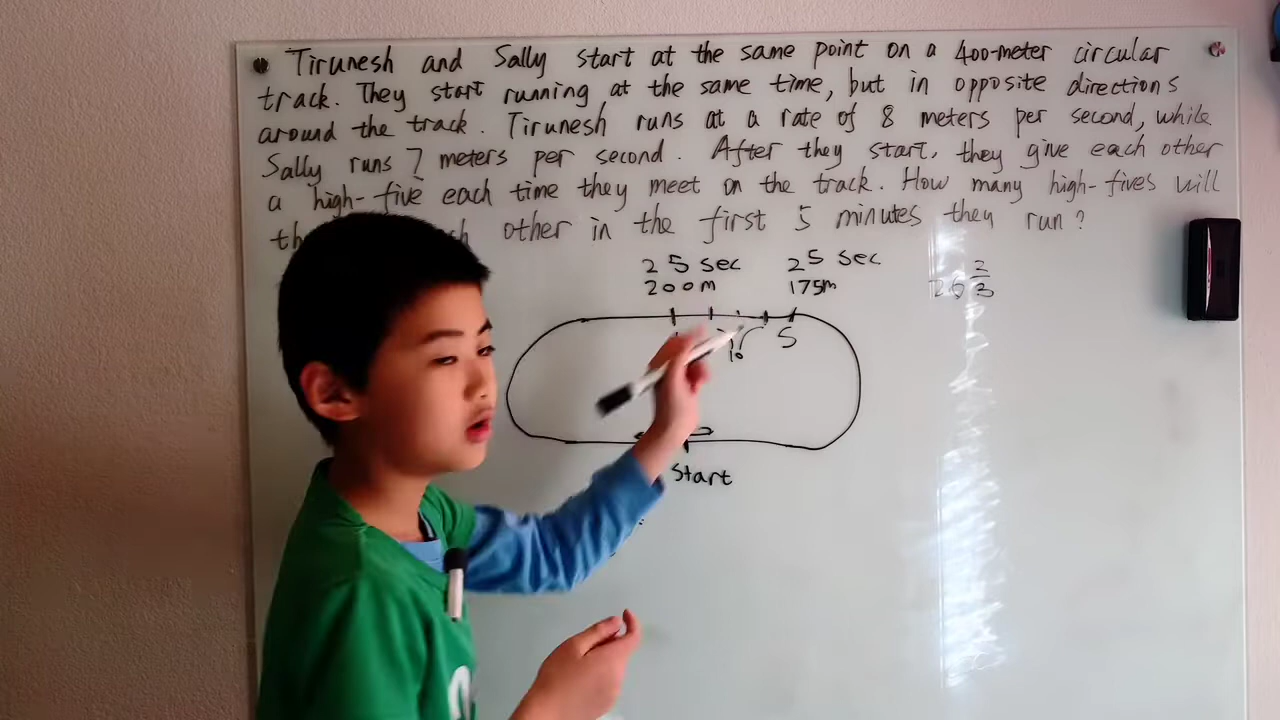 Tirunesh and Sally start at the same point on a 400-meter circular
track. They start running at the same time, but in opposite directions
around the track. Tirunesh runs at a rate of 8 meters per second, while
Sally runs 7 meters per second. After they start, they give each other
a high-five each time they meet on the track. How many high-fives will
other in the first 5 minutes they run?
25 sec 25 sec
200m 175m
26 2/3
S
10
Start